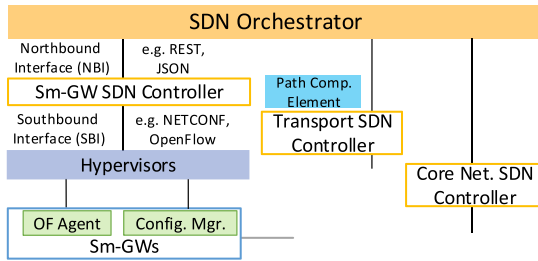 SDN Orchestrator
Northbound
Interface (NBI)
e.g. REST,
JSON
Sm-GW SDN Controller
Path Comp.
Element
Transport SDN
Controller
Southbound
Interface (SBI)
e.g. NETCONF,
OpenFlow
Hypervisors
Core Net. SDN
Controller
OF Agent
Config. Mgr.
Sm-GWs